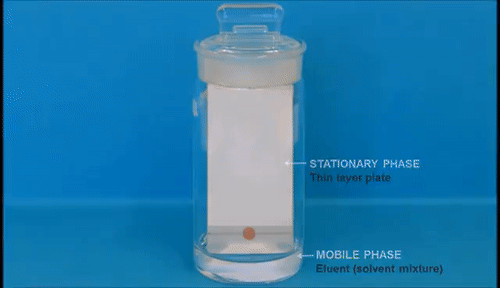 STATIONARY PHASE
Thin layer plate
MOBILE PHASE
Eluent (solvent mixture)